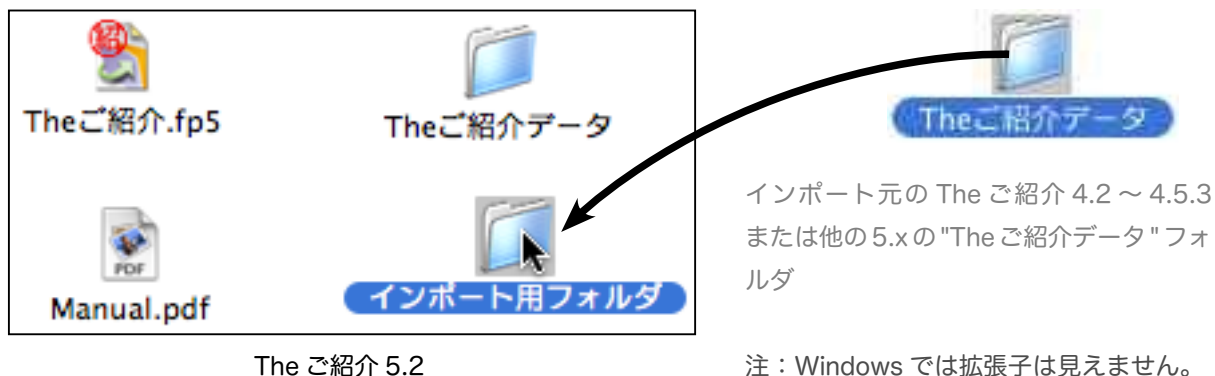 紹
Theご紹介.fp5
Theご紹介データ
Theご紹介データ
PDF
Manual.pdf
インポート用フォルダ
インポート元の The ご紹介 4.2 〜 4.5.3
または他の5.xの"Theご紹介データ"フォ
ルダ
The ご紹介 5.2
注：Windows では拡張子は見えません。